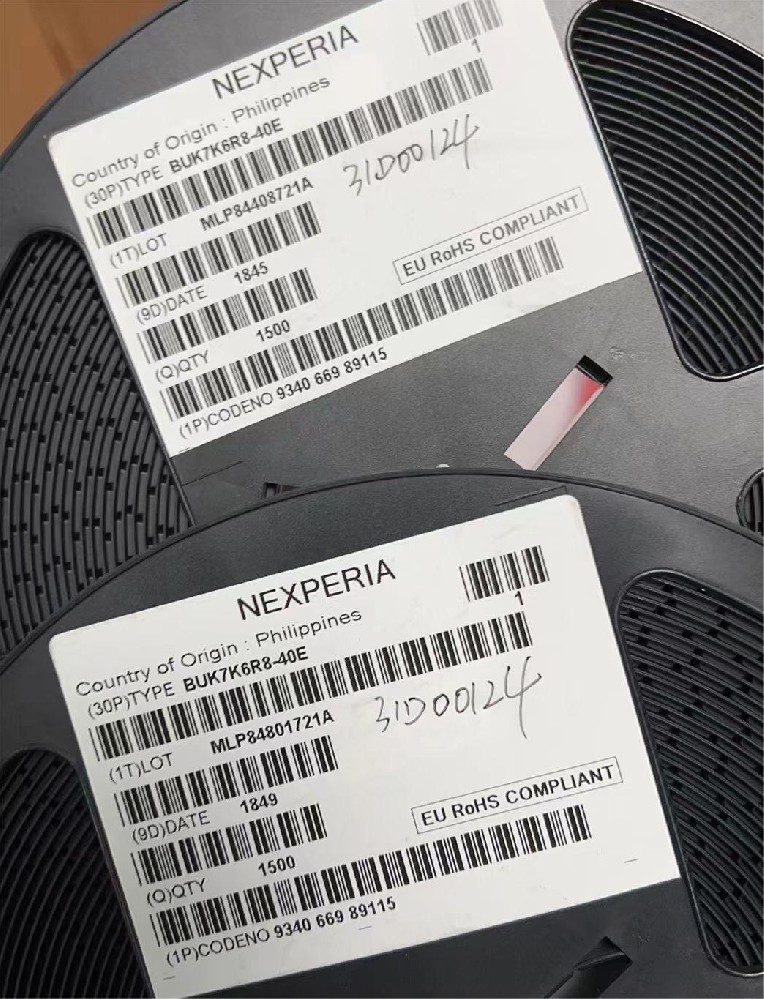 NEXPERIA
1
Country of Origin : Philippines
(30P)TYPE BUK7K6R8-40E
31D00124
(1T)LOT MLP84408721A
(9D)DATE 1845
EU RoHS COMPLIANT
(Q)QTY 1500
(1P)CODENO 9340 669 89115
NEXPERIA
1
Country of Origin : Philippines
(30P)TYPE BUK7K6R8-40E
31D00124
(1T)LOT MLP84801721A
(9D)DATE 1849
EU RoHS COMPLIANT
(Q)QTY 1500
(1P)CODENO 9340 669 89115